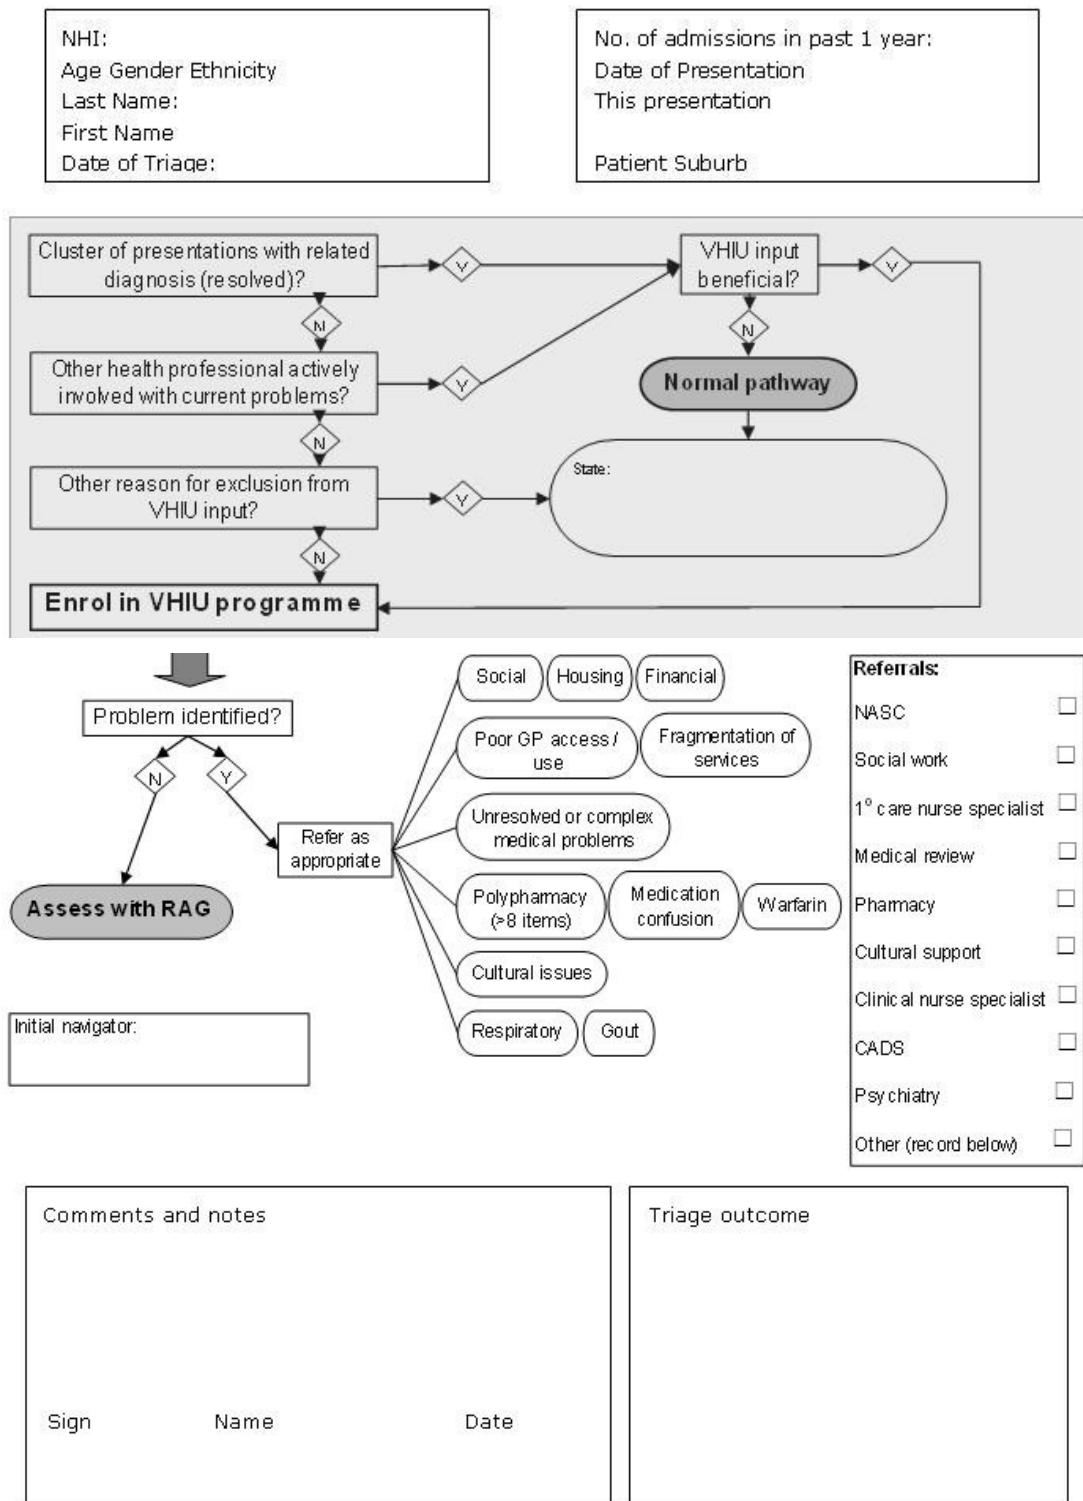 NHI:
Age Gender Ethnicity
Last Name:
First Name
Date of Triage:
No. of admissions in past 1 year:
Date of Presentation
This presentation
Patient Suburb
Cluster of presentations with related
diagnosis (resolved)?
Y
VHIU input
beneficial?
Y
N
N
Other health professional actively
involved with current problems?
Y
Normal pathway
N
Other reason for exclusion from
VHIU input?
Y
State:
N
Enrol in VHIU programme
Problem identified?
N
Y
Assess with RAG
Refer as
appropriate
Social
Housing
Financial
Poor GP access /
use
Fragmentation of
services
Unresolved or complex
medical problems
Polypharmacy
(>8 items)
Medication
confusion
Warfarin
Cultural issues
Respiratory
Gout
Initial navigator:
Referrals:
NASC
Social work
1° care nurse specialist
Medical review
Pharmacy
Cultural support
Clinical nurse specialist
CADS
Psychiatry
Other (record below)
Comments and notes
Sign Name Date
Triage outcome